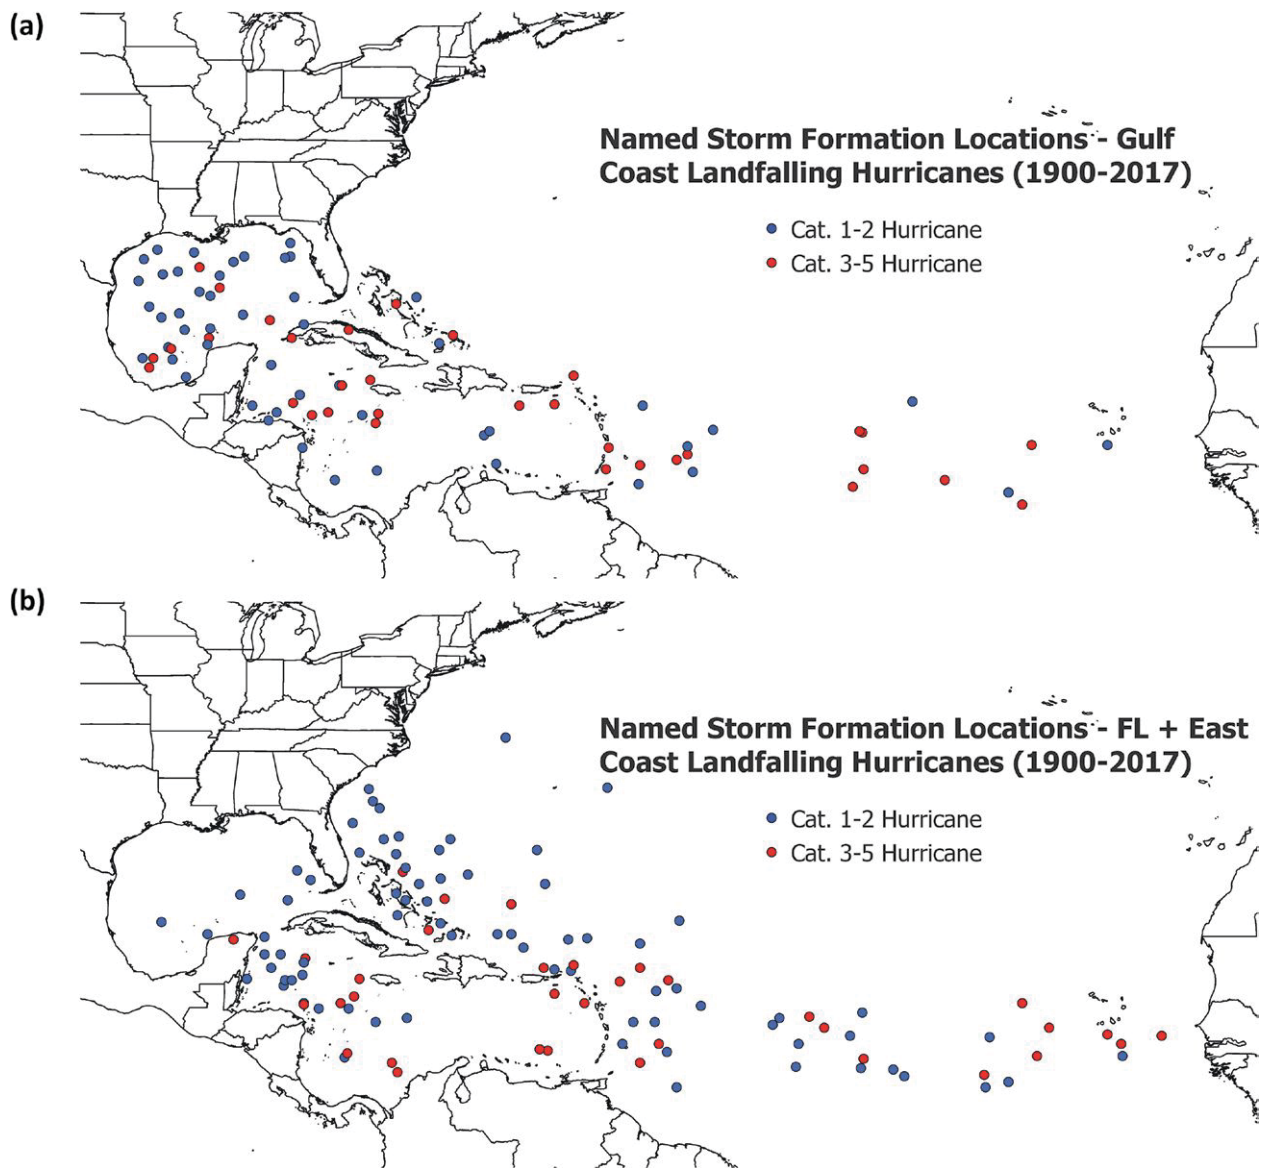 (a)
Named Storm Formation Locations - Gulf
Coast Landfalling Hurricanes (1900-2017)
Cat. 1-2 Hurricane
Cat. 3-5 Hurricane
(b)
Named Storm Formation Locations - FL + East
Coast Landfalling Hurricanes (1900-2017)
Cat. 1-2 Hurricane
Cat. 3-5 Hurricane